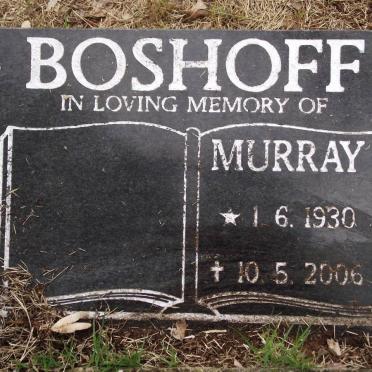 BOSHOFF
IN LOVING MEMORY OF
MURRAY
★ 1. 6. 1930
✝ 10. 5. 2006